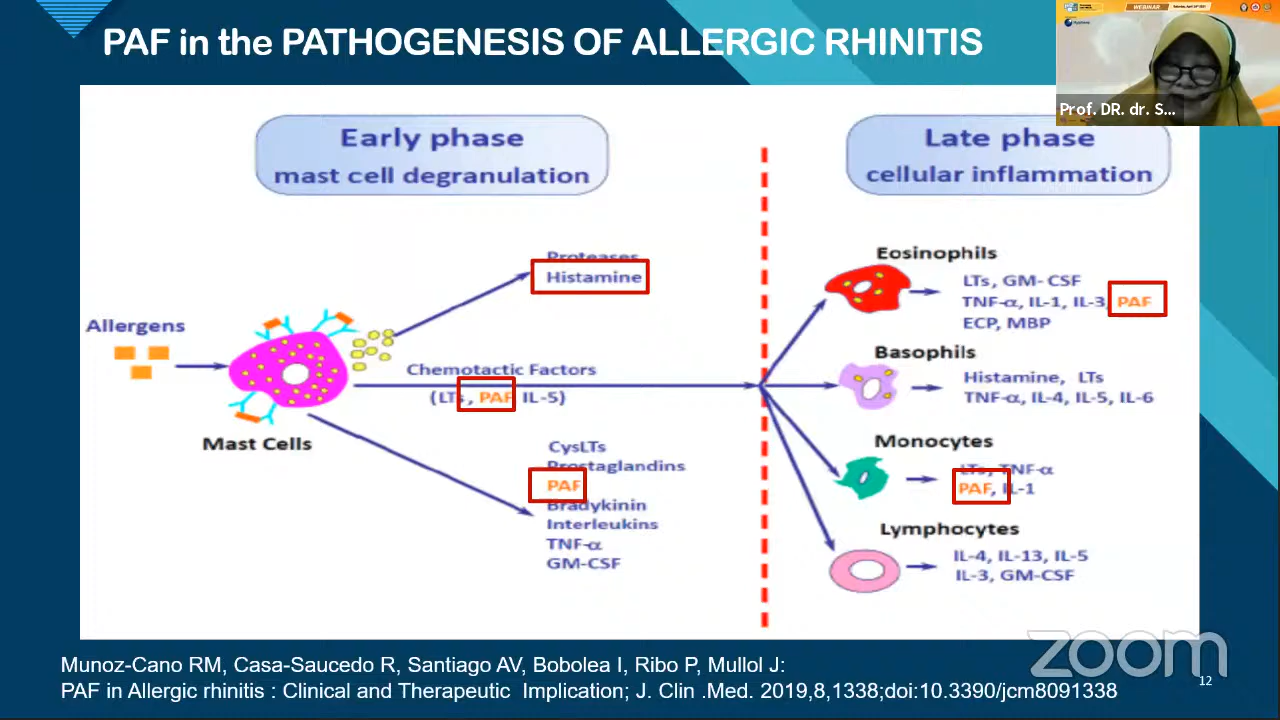 PAF in the PATHOGENESIS OF ALLERGIC RHINITIS
WEBINAR
Prof. DR. dr. S...
Early phase
mast cell degranulation
Late phase
cellular inflammation
Proteases
Histamine
Allergens
Mast Cells
Chemotactic Factors
(LTs, PAF IL-5)
CysLTs
Prostaglandins
PAF
Bradykinin
Interleukins
TNF-α
GM-CSF
Eosinophils
LTs, GM- CSF
TNF-α, IL-1, IL-3, PAF
ECP, MBP
Basophils
Histamine, LTs
TNF-α, IL-4, IL-5, IL-6
Monocytes
LTs, TNF-α
PAF, IL-1
Lymphocytes
IL-4, IL-13, IL-5
IL-3, GM-CSF
zoom
Munoz-Cano RM, Casa-Saucedo R, Santiago AV, Bobolea I, Ribo P, Mullol J:
PAF in Allergic rhinitis : Clinical and Therapeutic Implication; J. Clin .Med. 2019,8,1338;doi:10.3390/jcm8091338
12